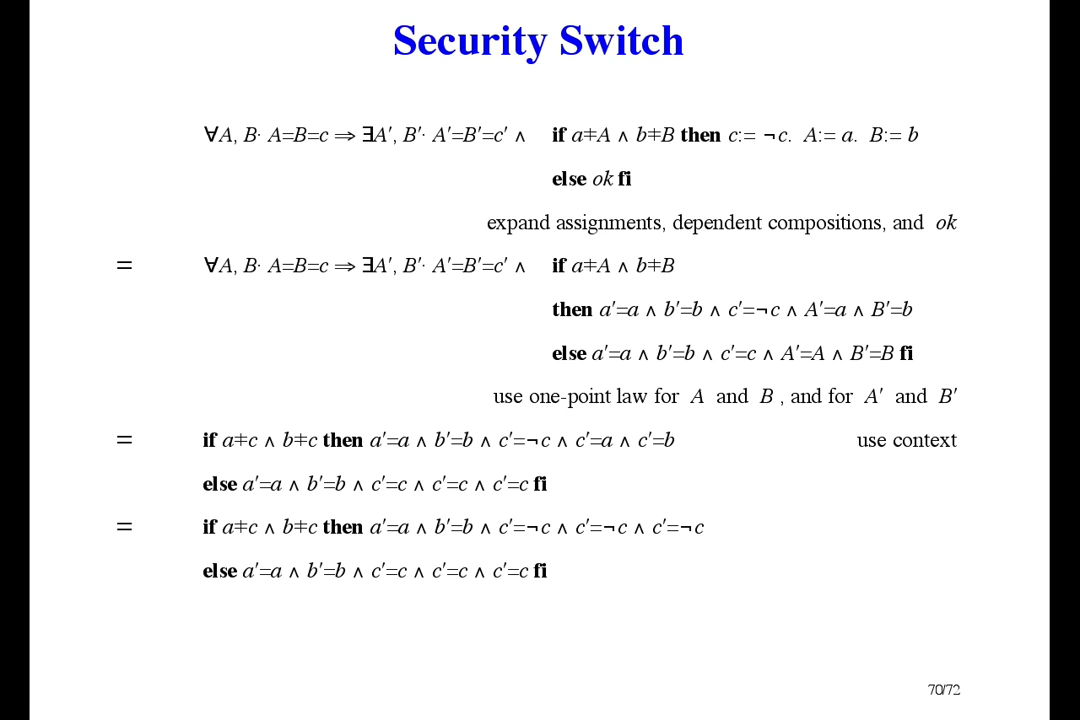 Security Switch
∀A, B· A=B=c ⇒ ∃A′, B′· A′=B′=c′ ∧ if a≠A ∧ b≠B then c:= ¬c. A:= a. B:= b
else ok fi
expand assignments, dependent compositions, and ok
= ∀A, B· A=B=c ⇒ ∃A′, B′· A′=B′=c′ ∧ if a≠A ∧ b≠B
then a′=a ∧ b′=b ∧ c′=¬c ∧ A′=a ∧ B′=b
else a′=a ∧ b′=b ∧ c′=c ∧ A′=A ∧ B′=B fi
use one-point law for A and B , and for A′ and B′
= if a≠c ∧ b≠c then a′=a ∧ b′=b ∧ c′=¬c ∧ c′=a ∧ c′=b use context
else a′=a ∧ b′=b ∧ c′=c ∧ c′=c ∧ c′=c fi
= if a≠c ∧ b≠c then a′=a ∧ b′=b ∧ c′=¬c ∧ c′=¬c ∧ c′=¬c
else a′=a ∧ b′=b ∧ c′=c ∧ c′=c ∧ c′=c fi
70/72